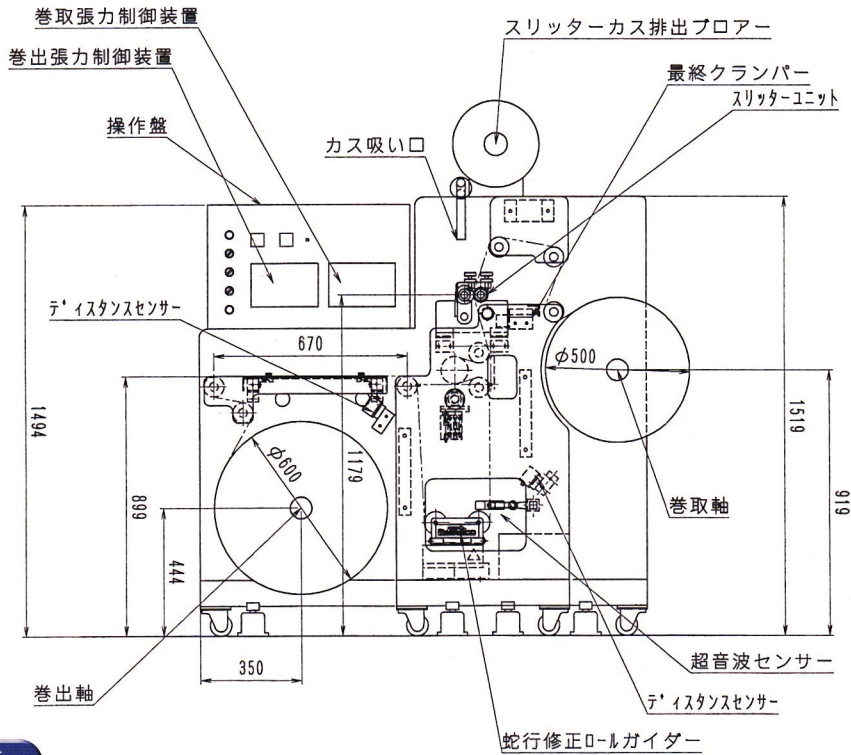 巻取張力制御装置
スリッターカス排出ブロアー
巻出張力制御装置
最終クランパー
スリッターユニット
操作盤
カス吸い口
ディスタンスセンサー
670
φ500
1494
899
444
φ600
1179
1519
919
巻取軸
350
超音波センサー
巻出軸
ディスタンスセンサー
蛇行修正ロールガイダー